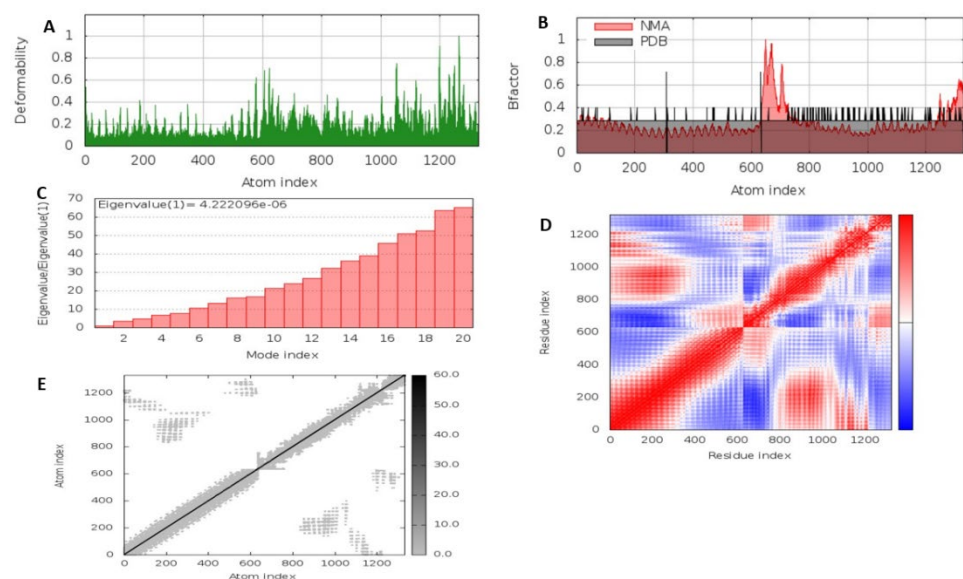 A
Deformability
1
0.8
0.6
0.4
0.2
0
0 200 400 600 800 1000 1200
Atom index
B
NMA
PDB
Bfactor
1
0.8
0.6
0.4
0.2
0
0 200 400 600 800 1000 1200
Atom index
C
Eigenvalue(1)= 4.222096e-06
Eigenvalue/Eigenvalue(1)
70
60
50
40
30
20
10
0
2 4 6 8 10 12 14 16 18 20
Mode index
D
Residue index
1200
1000
800
600
400
200
0
0 200 400 600 800 1000 1200
Residue index
E
Atom index
1200
1000
800
600
400
200
0
0 200 400 600 800 1000 1200
Atom index
60.0
50.0
40.0
30.0
20.0
10.0
0.0